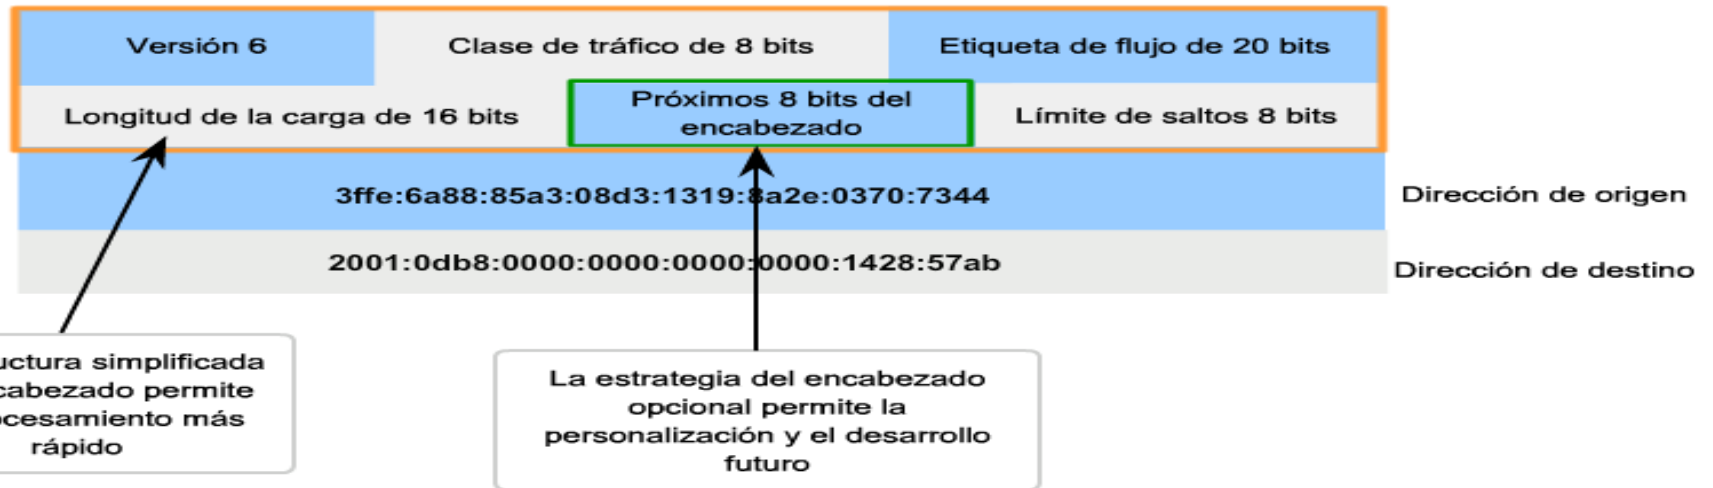 Versión 6
Clase de tráfico de 8 bits
Etiqueta de flujo de 20 bits
Longitud de la carga de 16 bits
Próximos 8 bits del
encabezado
Límite de saltos 8 bits
3ffe:6a88:85a3:08d3:1319:8a2e:0370:7344
Dirección de origen
2001:0db8:0000:0000:0000:0000:1428:57ab
Dirección de destino
uctura simplificada
cabezado permite
ocesamiento más
rápido
La estrategia del encabezado
opcional permite la
personalización y el desarrollo
futuro